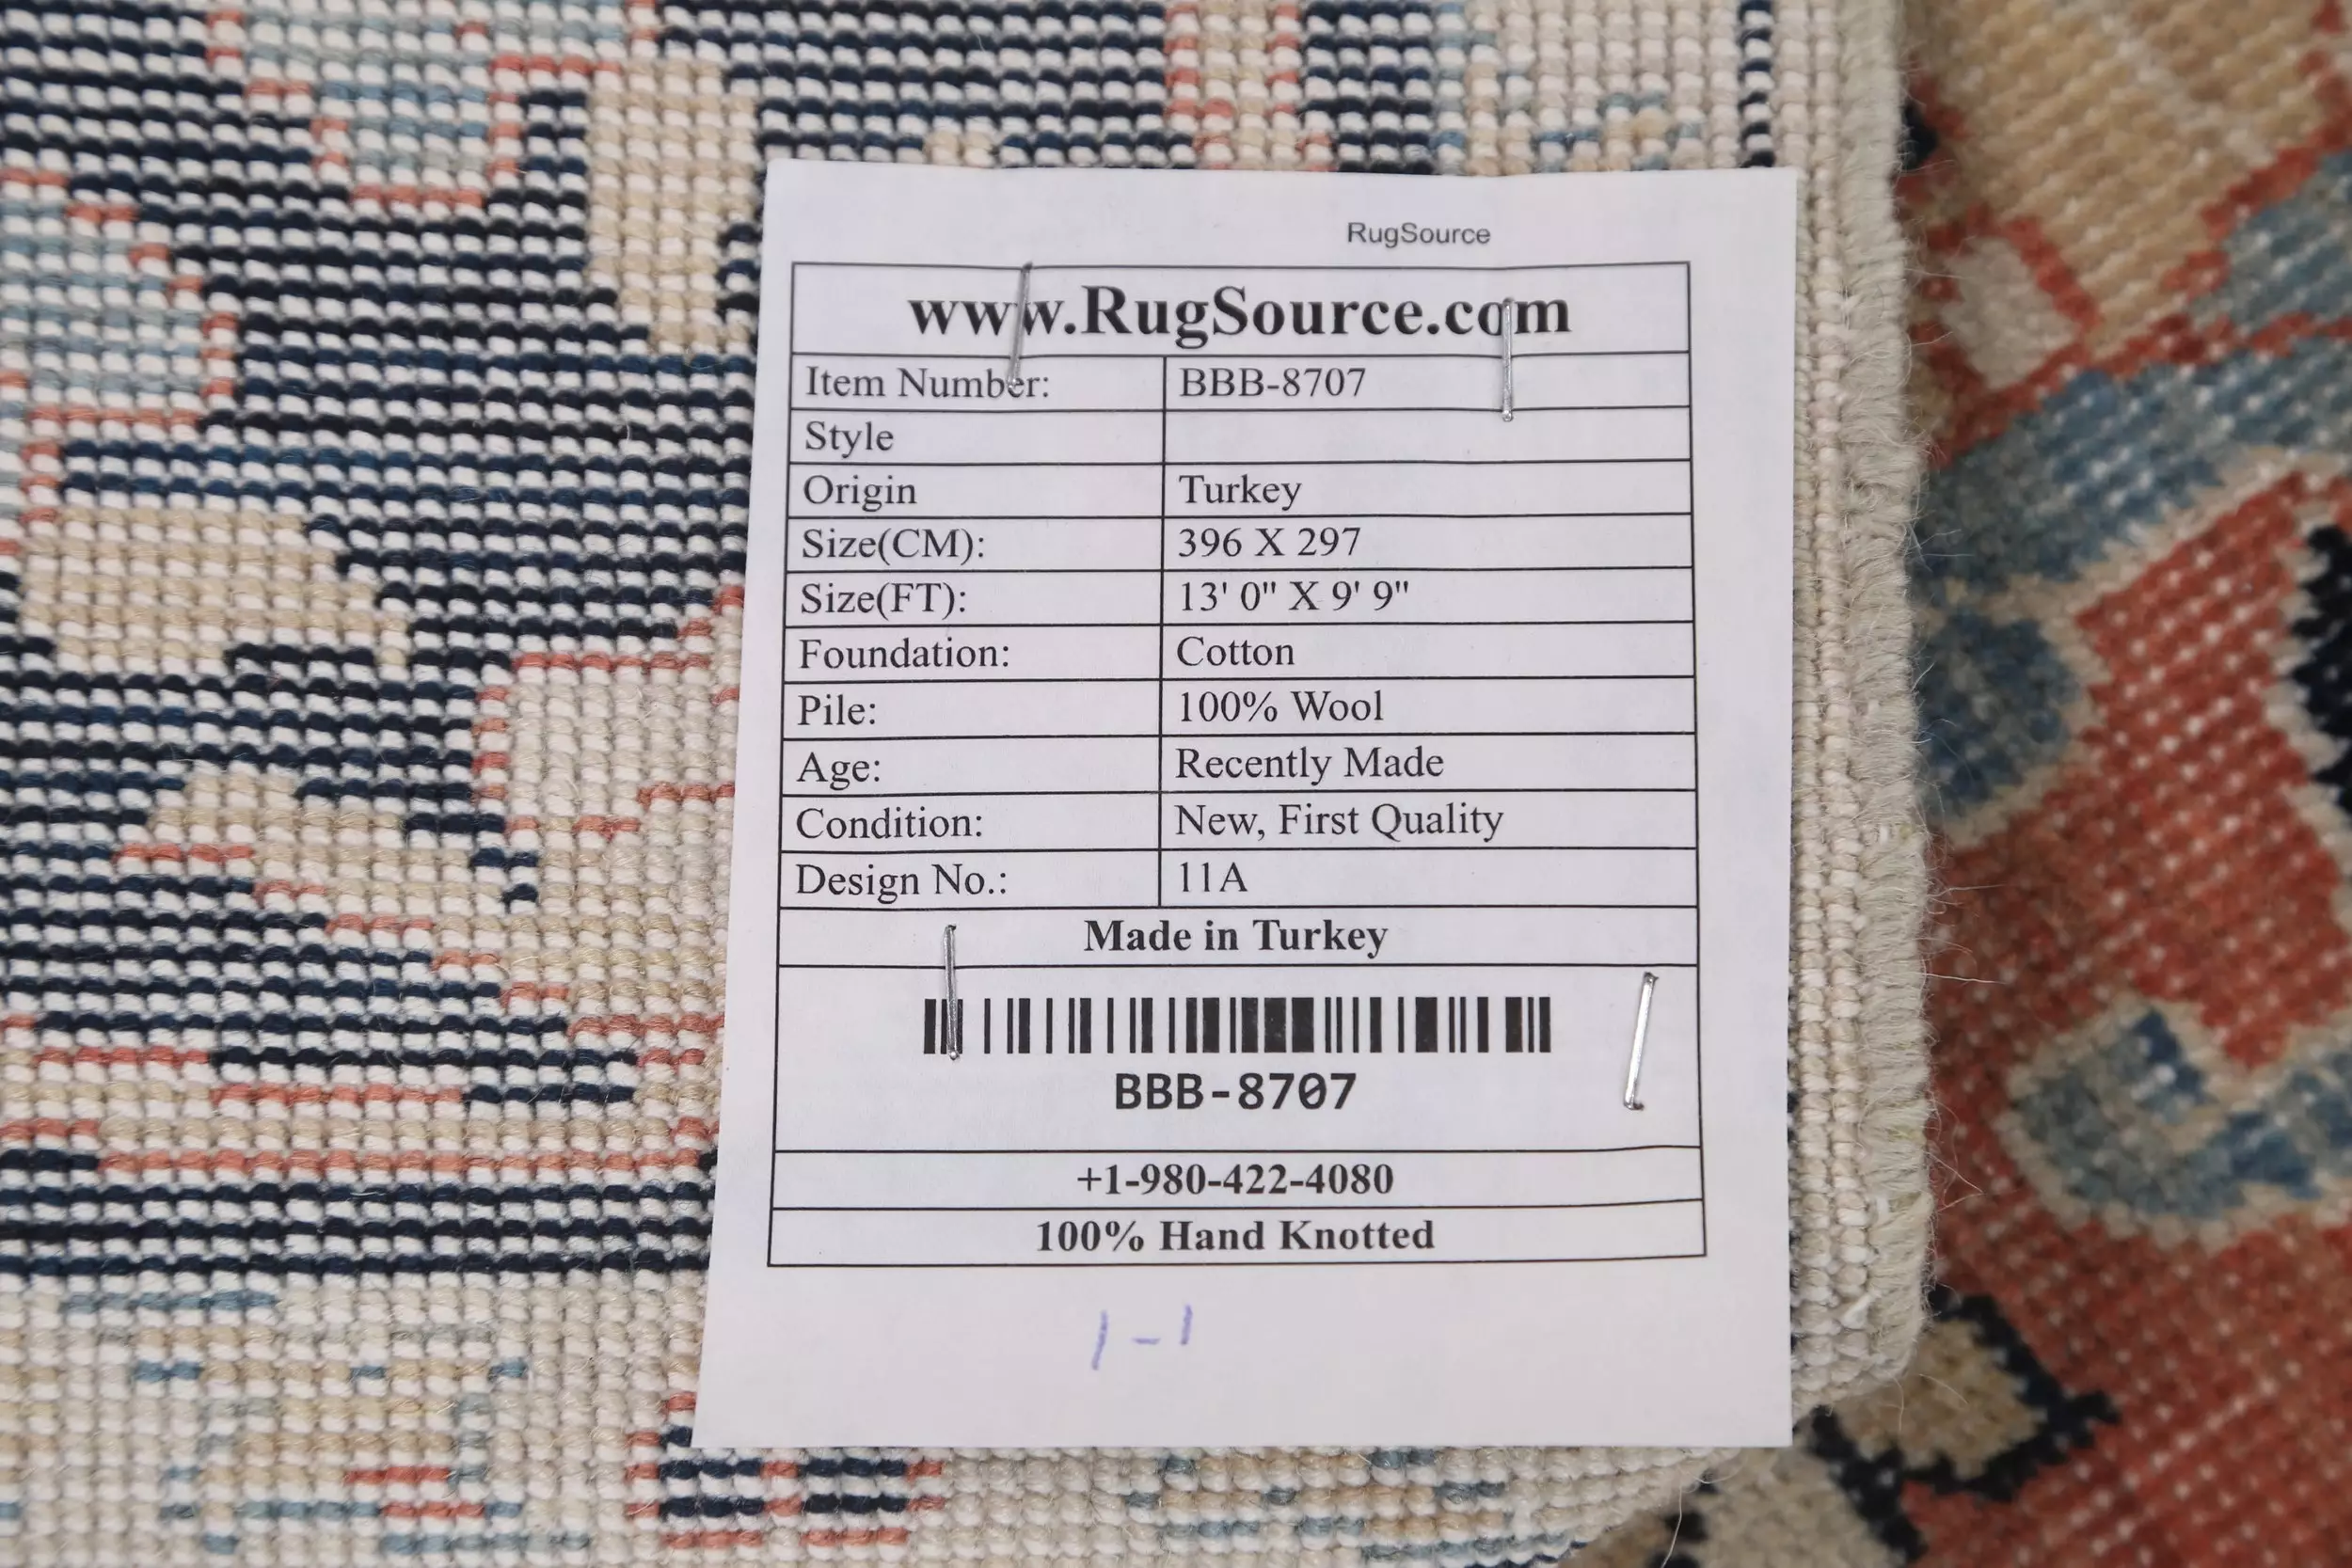 RugSource
www.RugSource.com
Item Number: BBB-8707
Style
Origin Turkey
Size(CM): 396 X 297
Size(FT): 13' 0" X 9' 9"
Foundation: Cotton
Pile: 100% Wool
Age: Recently Made
Condition: New, First Quality
Design No.: 11A
Made in Turkey
BBB-8707
+1-980-422-4080
100% Hand Knotted
1-1